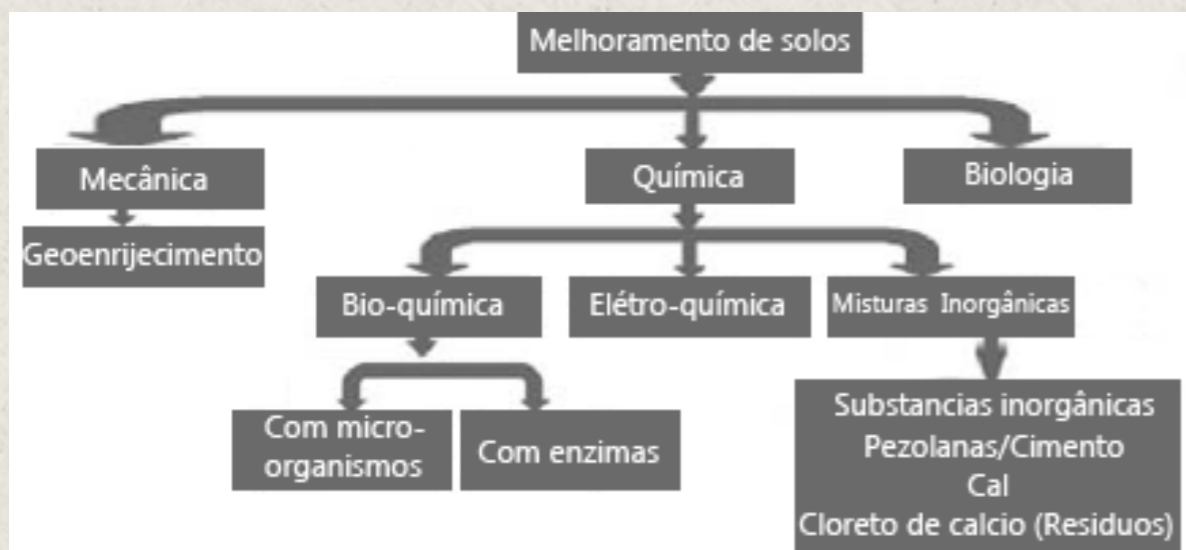 Melhoramento de solos
Mecânica
Química
Biologia
Geoenrijecimento
Bio-química
Elétro-química
Misturas Inorgânicas
Com micro-
organismos
Com enzimas
Substancias inorgânicas
Pezolanas/Cimento
Cal
Cloreto de calcio (Residuos)